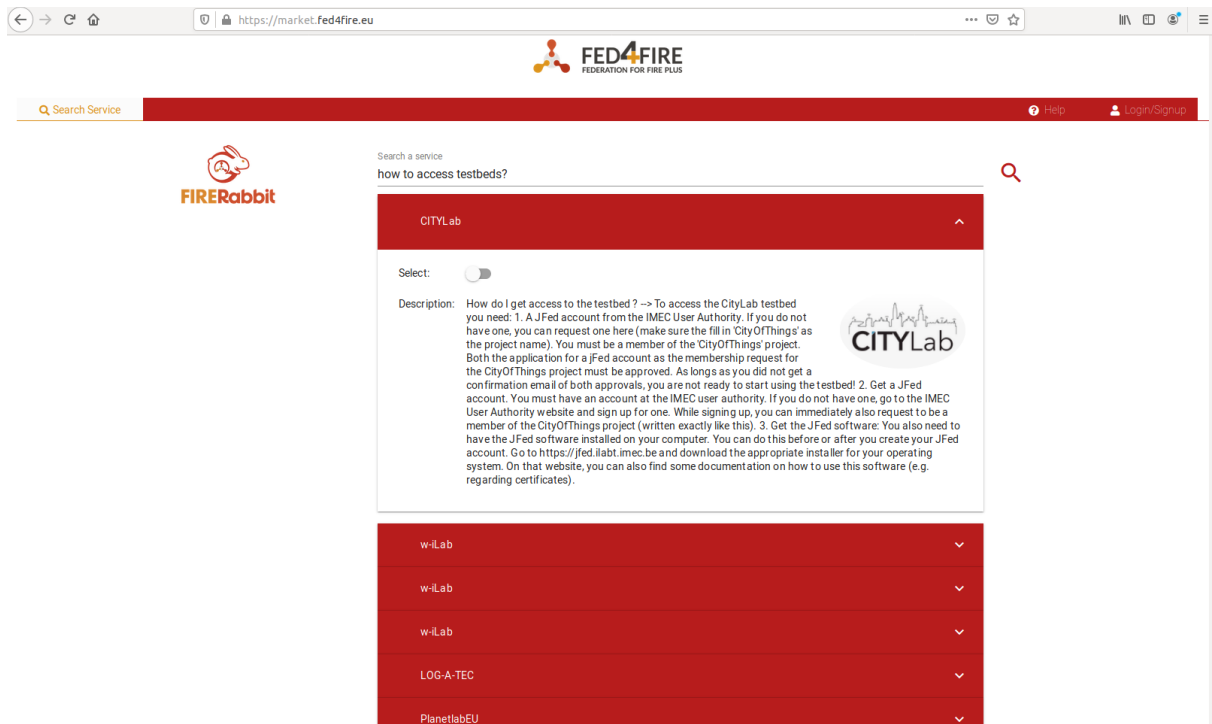 https://market.fed4fire.eu
FED4FIRE
FEDERATION FOR FIRE PLUS
Search Service
Help
Login/Signup
FIRERabbit
Search a service
how to access testbeds?
CITYLab
Select:
Description:
How do I get access to the testbed ? --> To access the CityLab testbed
you need: 1. A JFed account from the IMEC User Authority. If you do not
have one, you can request one here (make sure the fill in 'CityOfThings' as
the project name). You must be a member of the 'CityOfThings' project.
Both the application for a jFed account as the membership request for
the CityOfThings project must be approved. As longs as you did not get a
confirmation email of both approvals, you are not ready to start using the testbed! 2. Get a JFed
account. You must have an account at the IMEC user authority. If you do not have one, go to the IMEC
User Authority website and sign up for one. While signing up, you can immediately also request to be a
member of the CityOfThings project (written exactly like this). 3. Get the JFed software: You also need to
have the JFed software installed on your computer. You can do this before or after you create your JFed
account. Go to https://jfed.ilabt.imec.be and download the appropriate installer for your operating
system. On that website, you can also find some documentation on how to use this software (e.g.
regarding certificates).
CITYLab
w-iLab
w-iLab
w-iLab
LOG-A-TEC
PlanetlabEU